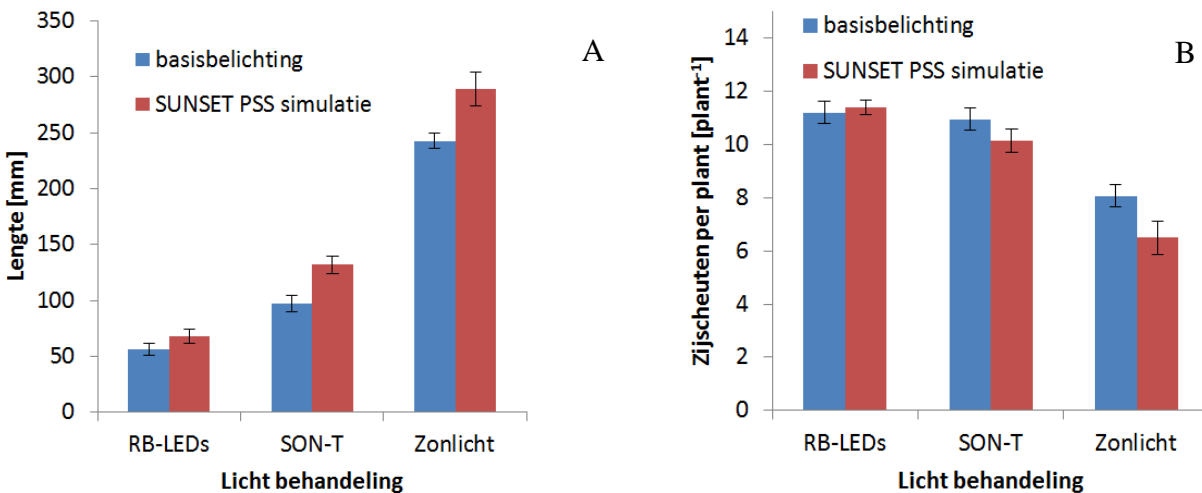 350
300
250
200
150
100
50
0
Lengte [mm]
basisbelichting
SUNSET PSS simulatie
A
RB-LEDs
SON-T
Zonlicht
Licht behandeling
14
12
10
8
6
4
2
0
Zijscheuten per plant [plant⁻¹]
basisbelichting
SUNSET PSS simulatie
B
RB-LEDs
SON-T
Zonlicht
Licht behandeling